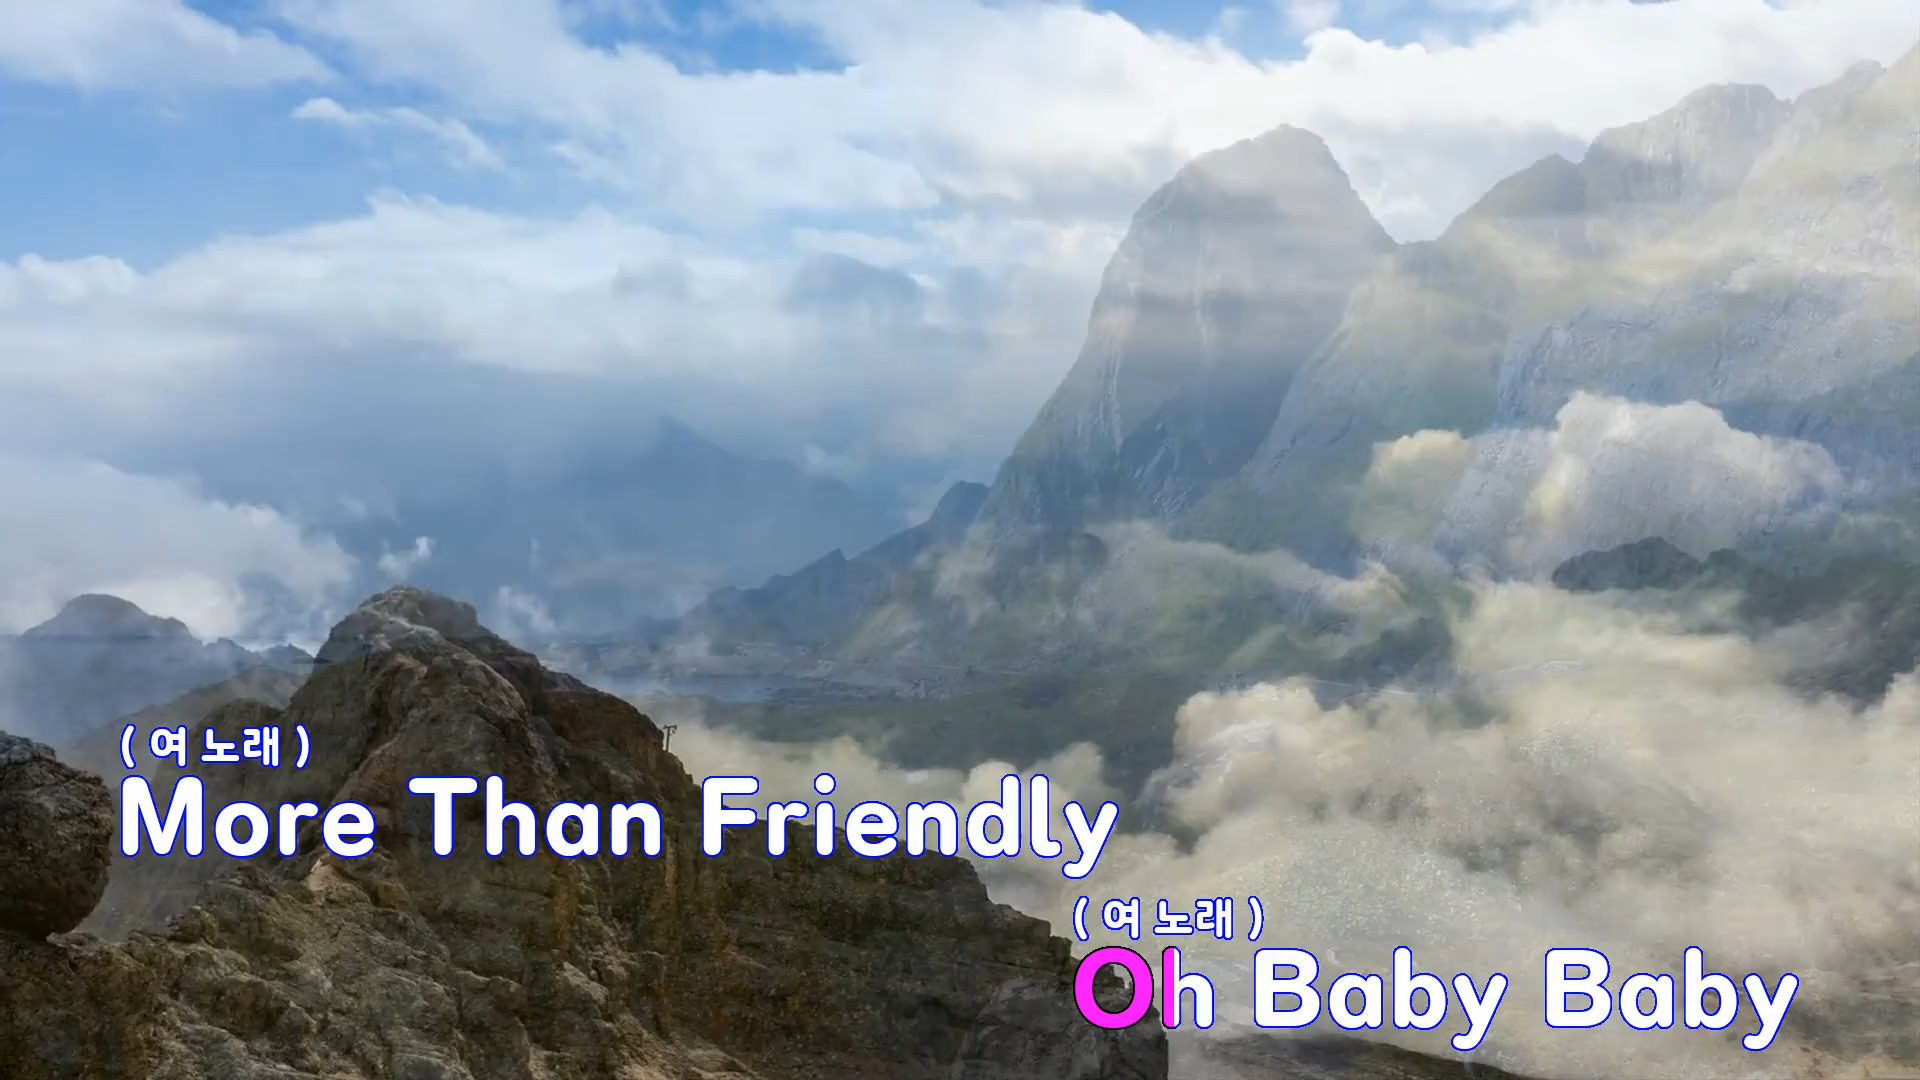 ( 여 노래 )
More Than Friendly
( 여 노래 )
Oh Baby Baby